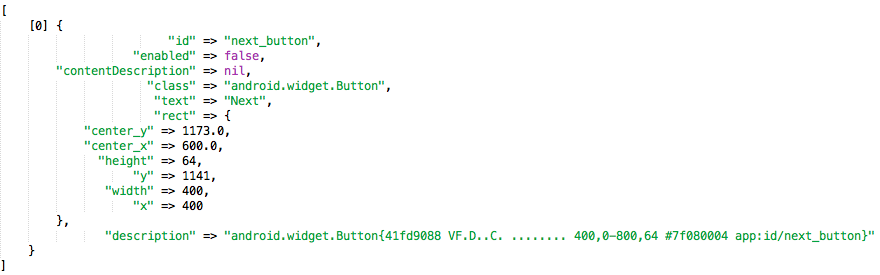 [
[0] {
"id" => "next_button",
"enabled" => false,
"contentDescription" => nil,
"class" => "android.widget.Button",
"text" => "Next",
"rect" => {
"center_y" => 1173.0,
"center_x" => 600.0,
"height" => 64,
"y" => 1141,
"width" => 400,
"x" => 400
},
"description" => "android.widget.Button{41fd9088 VF.D..C. ........ 400,0-800,64 #7f080004 app:id/next_button}"
}
]